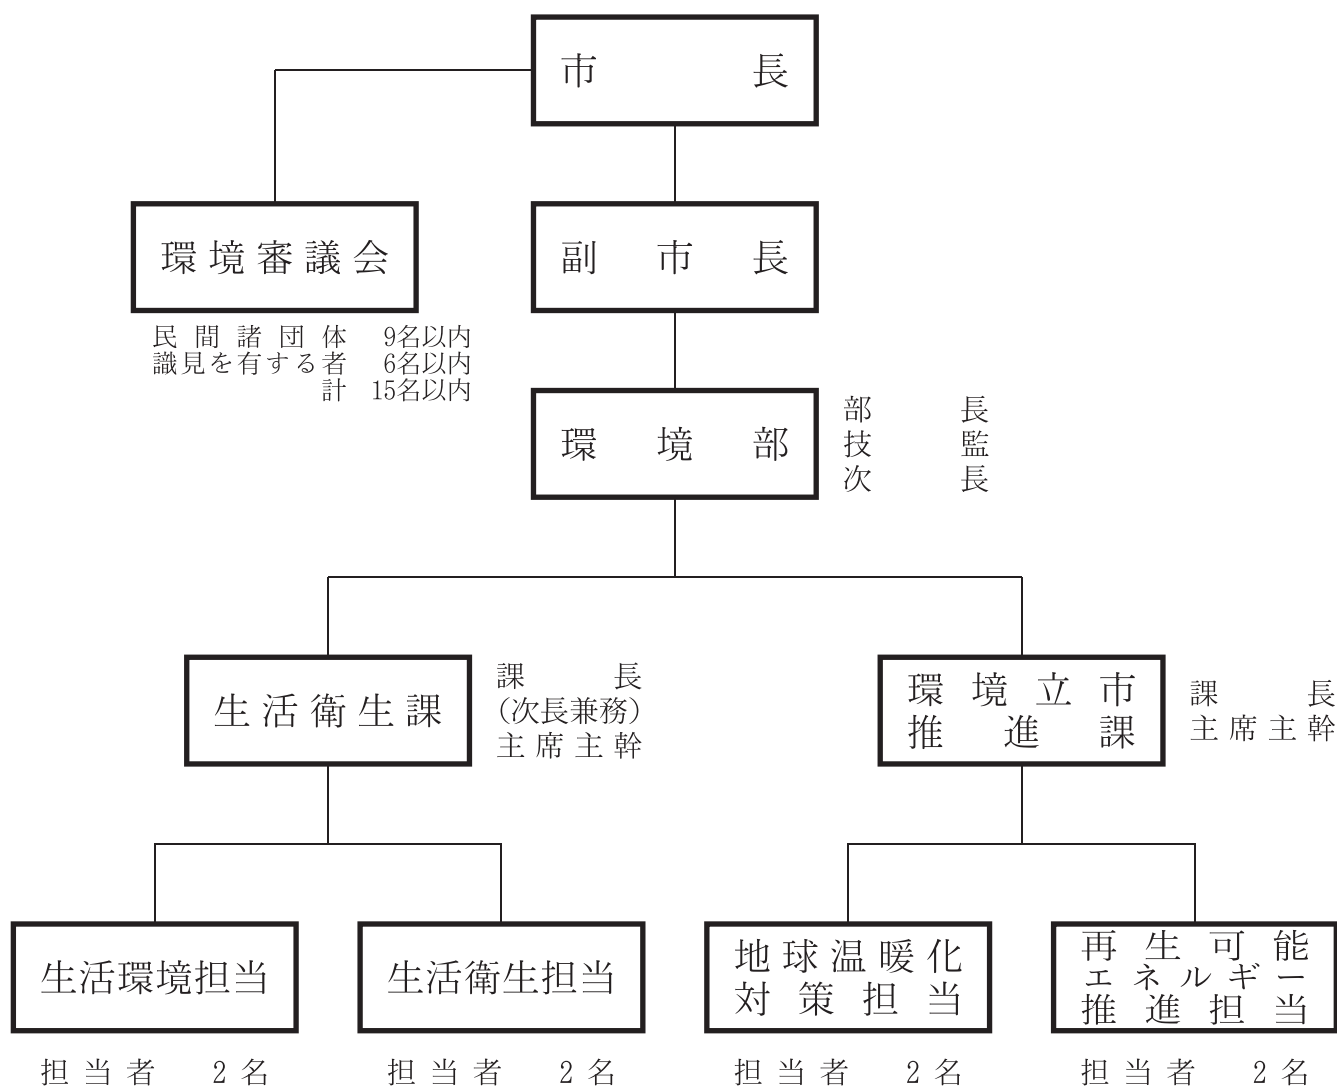 市長
環境審議会
副市長
民間諸団体 9名以内
識見を有する者 6名以内
計 15名以内
環境部
部長
技監
次長
生活衛生課
課長
(次長兼務)
主席主幹
環境立市
推進課
課長
主席主幹
生活環境担当
生活衛生担当
地球温暖化
対策担当
再生可能
エネルギー
推進担当
担当者 2名
担当者 2名
担当者 2名
担当者 2名